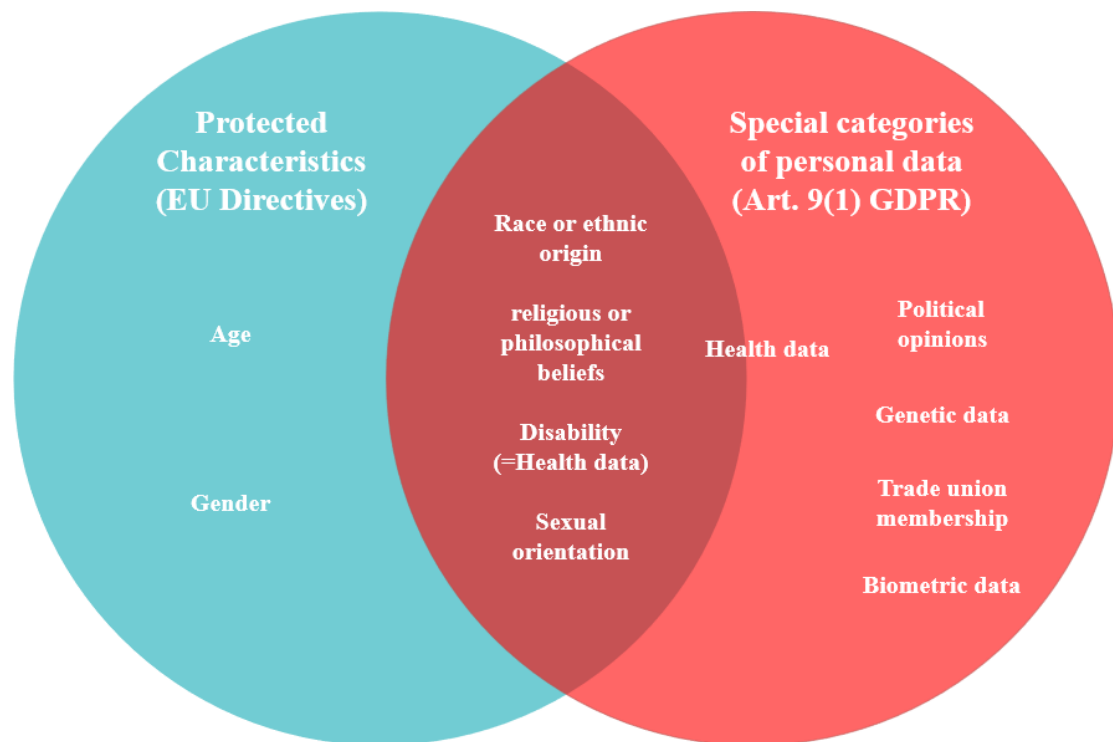 Protected
Characteristics
(EU Directives)
Age
Gender
Race or ethnic
origin
religious or
philosophical
beliefs
Disability
(=Health data)
Sexual
orientation
Special categories
of personal data
(Art. 9(1) GDPR)
Health data
Political
opinions
Genetic data
Trade union
membership
Biometric data